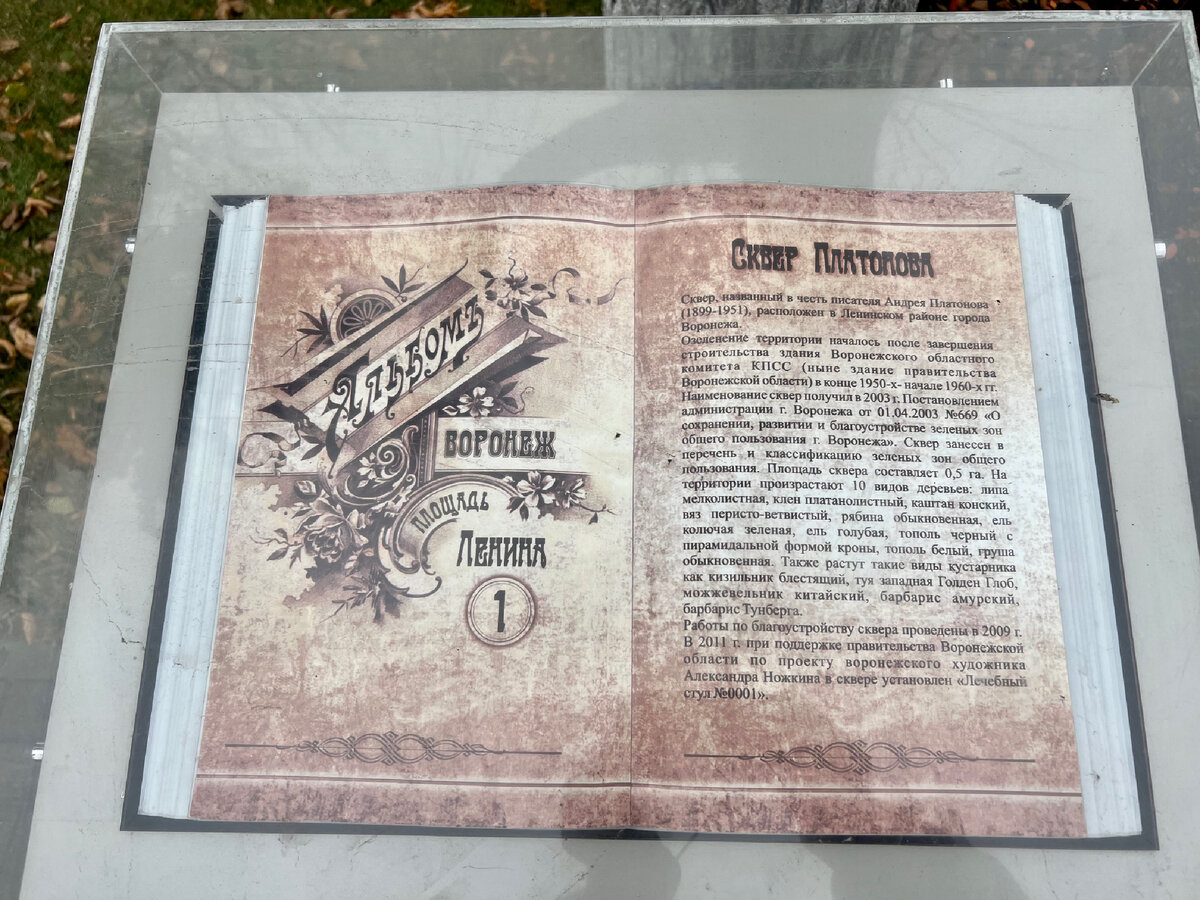 Альбомъ
ВОРОНЕЖ
ПЛОЩАДЬ
ЛЕНИНА
1
СКВЕР ПЛАТОНОВА
Сквер, названный в честь писателя Андрея Платонова
(1899-1951), расположен в Ленинском районе города
Воронежа.
Озеленение территории началось после завершения
строительства здания Воронежского областного
комитета КПСС (ныне здание правительства
Воронежской области) в конце 1950-х- начале 1960-х гг.
Наименование сквер получил в 2003 г. Постановлением
администрации г. Воронежа от 01.04.2003 №669 «О
сохранении, развитии и благоустройстве зеленых зон
общего пользования г. Воронежа». Сквер занесен в
перечень и классификацию зеленых зон общего
пользования. Площадь сквера составляет 0,5 га. На
территории произрастают 10 видов деревьев: липа
мелколистная, клен платанолистный, каштан конский,
вяз перисто-ветвистый, рябина обыкновенная, ель
колючая зеленая, ель голубая, тополь черный с
пирамидальной формой кроны, тополь белый, груша
обыкновенная. Также растут такие виды кустарника
как кизильник блестящий, туя западная Голден Глоб,
можжевельник китайский, барбарис амурский,
барбарис Тунберга.
Работы по благоустройству сквера проведены в 2009 г.
В 2011 г. при поддержке правительства Воронежской
области по проекту воронежского художника
Александра Ножкина в сквере установлен «Лечебный
стул №0001».